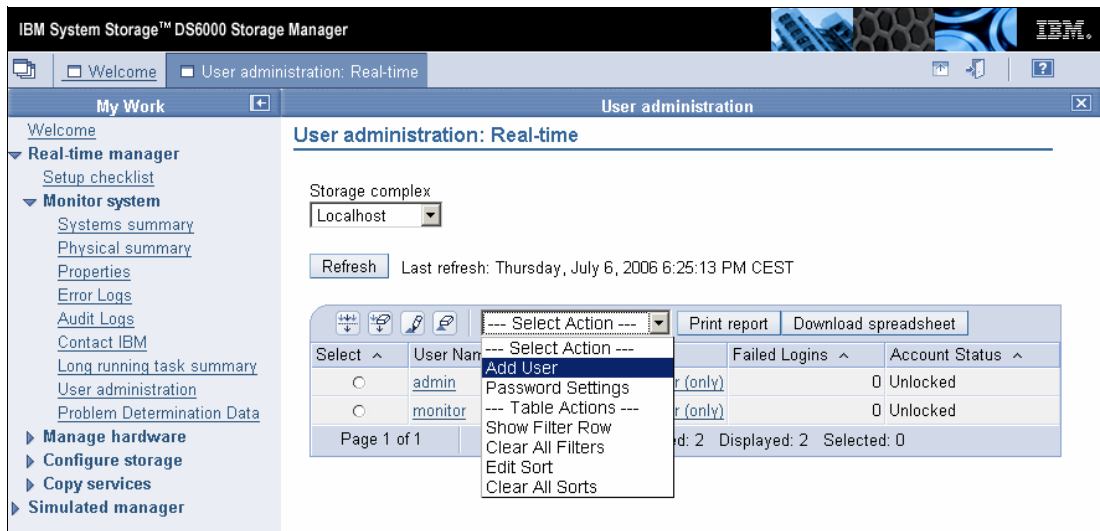 IBM System Storage™ DS6000 Storage Manager
IBM.
Welcome
User administration: Real-time
?
My Work
User administration
Welcome
Real-time manager
Setup checklist
Monitor system
Systems summary
Physical summary
Properties
Error Logs
Audit Logs
Contact IBM
Long running task summary
User administration
Problem Determination Data
Manage hardware
Configure storage
Copy services
Simulated manager
User administration: Real-time
Storage complex
Localhost
Refresh Last refresh: Thursday, July 6, 2006 6:25:13 PM CEST
--- Select Action --- Print report Download spreadsheet
Select User Nam Failed Logins Account Status
admin r (only) 0 Unlocked
monitor r (only) 0 Unlocked
Page 1 of 1 ed: 2 Displayed: 2 Selected: 0
--- Select Action ---
Add User
Password Settings
--- Table Actions ---
Show Filter Row
Clear All Filters
Edit Sort
Clear All Sorts